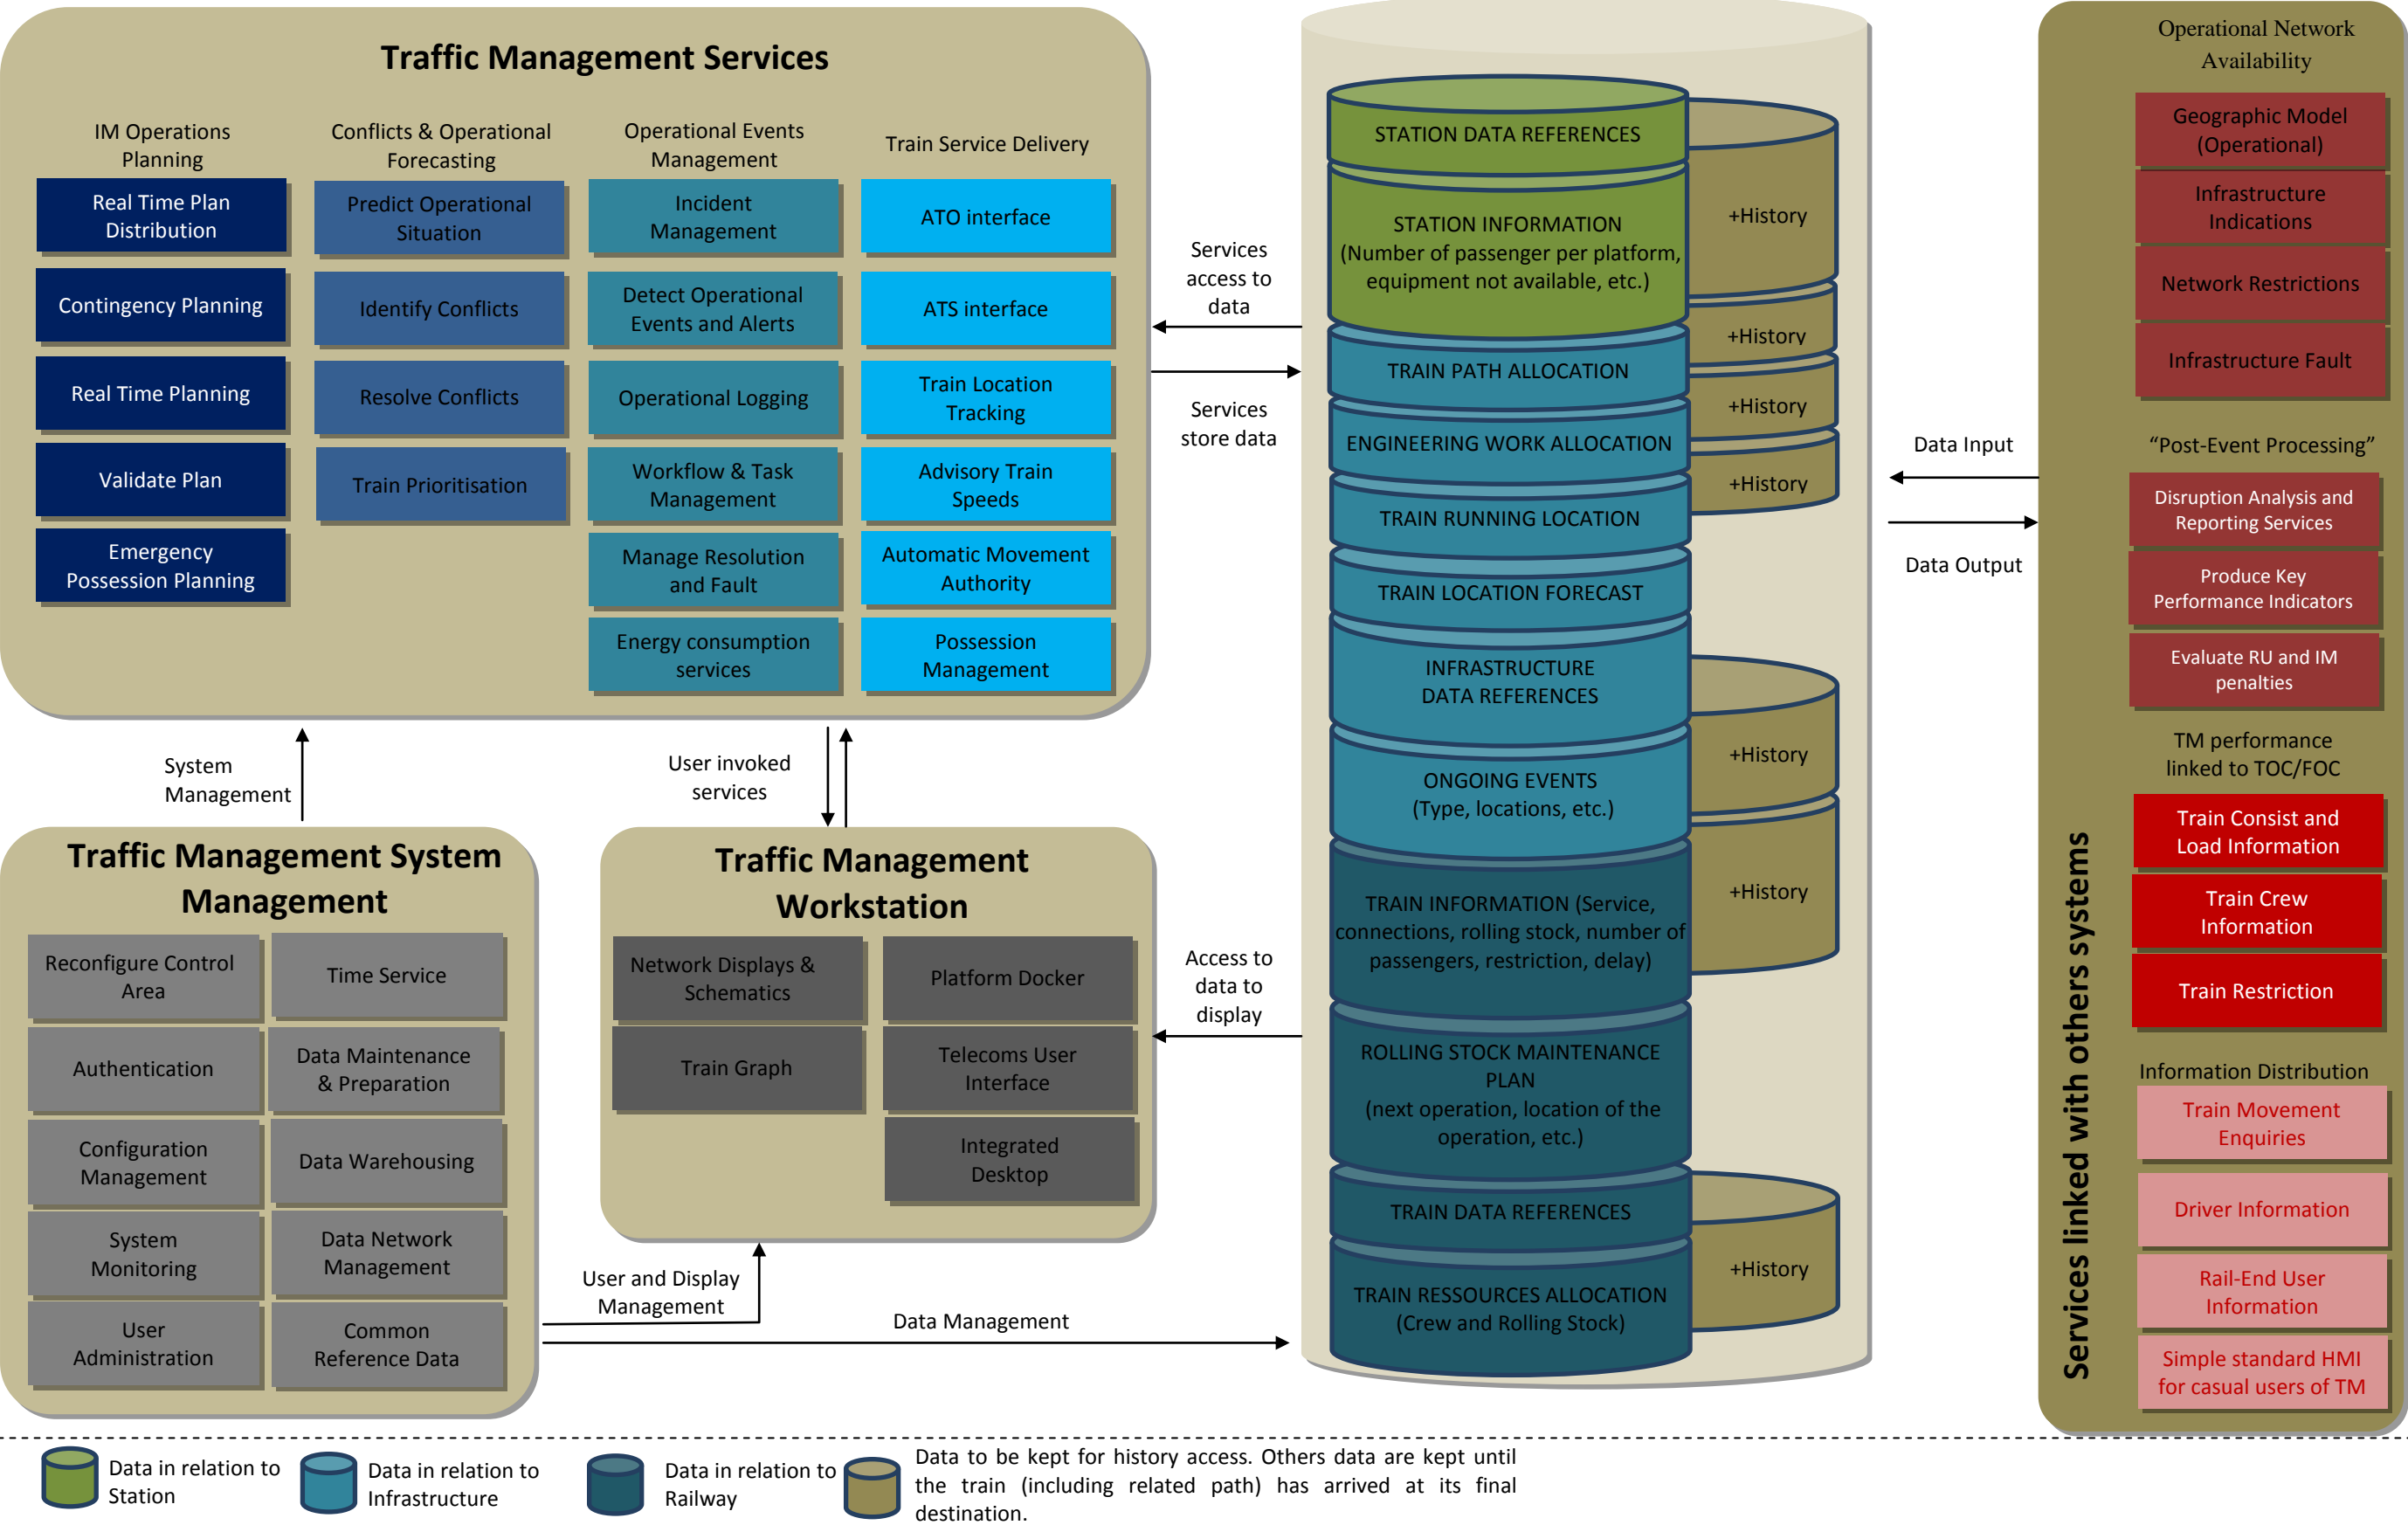 Traffic Management Services
IM Operations
Planning
Real Time Plan
Distribution
Contingency Planning
Real Time Planning
Validate Plan
Emergency
Possession Planning
Conflicts & Operational
Forecasting
Predict Operational
Situation
Identify Conflicts
Resolve Conflicts
Train Prioritisation
Operational Events
Management
Incident
Management
Detect Operational
Events and Alerts
Operational Logging
Workflow & Task
Management
Manage Resolution
and Fault
Energy consumption
services
Train Service Delivery
ATO interface
ATS interface
Train Location
Tracking
Advisory Train
Speeds
Automatic Movement
Authority
Possession
Management
Services
access to
data
Services
store data
System
Management
User invoked
services
Traffic Management System
Management
Reconfigure Control
Area
Authentication
Configuration
Management
System
Monitoring
User
Administration
Time Service
Data Maintenance
& Preparation
Data Warehousing
Data Network
Management
Common
Reference Data
Traffic Management
Workstation
Network Displays &
Schematics
Train Graph
Platform Docker
Telecoms User
Interface
Integrated
Desktop
Access to
data to
display
User and Display
Management
Data Management
STATION DATA REFERENCES
STATION INFORMATION
(Number of passenger per platform,
equipment not available, etc.)
TRAIN PATH ALLOCATION
ENGINEERING WORK ALLOCATION
TRAIN RUNNING LOCATION
TRAIN LOCATION FORECAST
INFRASTRUCTURE
DATA REFERENCES
ONGOING EVENTS
(Type, locations, etc.)
TRAIN INFORMATION (Service,
connections, rolling stock, number of
passengers, restriction, delay)
ROLLING STOCK MAINTENANCE
PLAN
(next operation, location of the
operation, etc.)
TRAIN DATA REFERENCES
TRAIN RESSOURCES ALLOCATION
(Crew and Rolling Stock)
+History
+History
+History
+History
+History
+History
+History
Data Input
Data Output
Services linked with others systems
Operational Network
Availability
Geographic Model
(Operational)
Infrastructure
Indications
Network Restrictions
Infrastructure Fault
“Post-Event Processing”
Disruption Analysis and
Reporting Services
Produce Key
Performance Indicators
Evaluate RU and IM
penalties
TM performance
linked to TOC/FOC
Train Consist and
Load Information
Train Crew
Information
Train Restriction
Information Distribution
Train Movement
Enquiries
Driver Information
Rail-End User
Information
Simple standard HMI
for casual users of TM
Data in relation to
Station
Data in relation to
Infrastructure
Data in relation to
Railway
Data to be kept for history access. Others data are kept until
the train (including related path) has arrived at its final
destination.